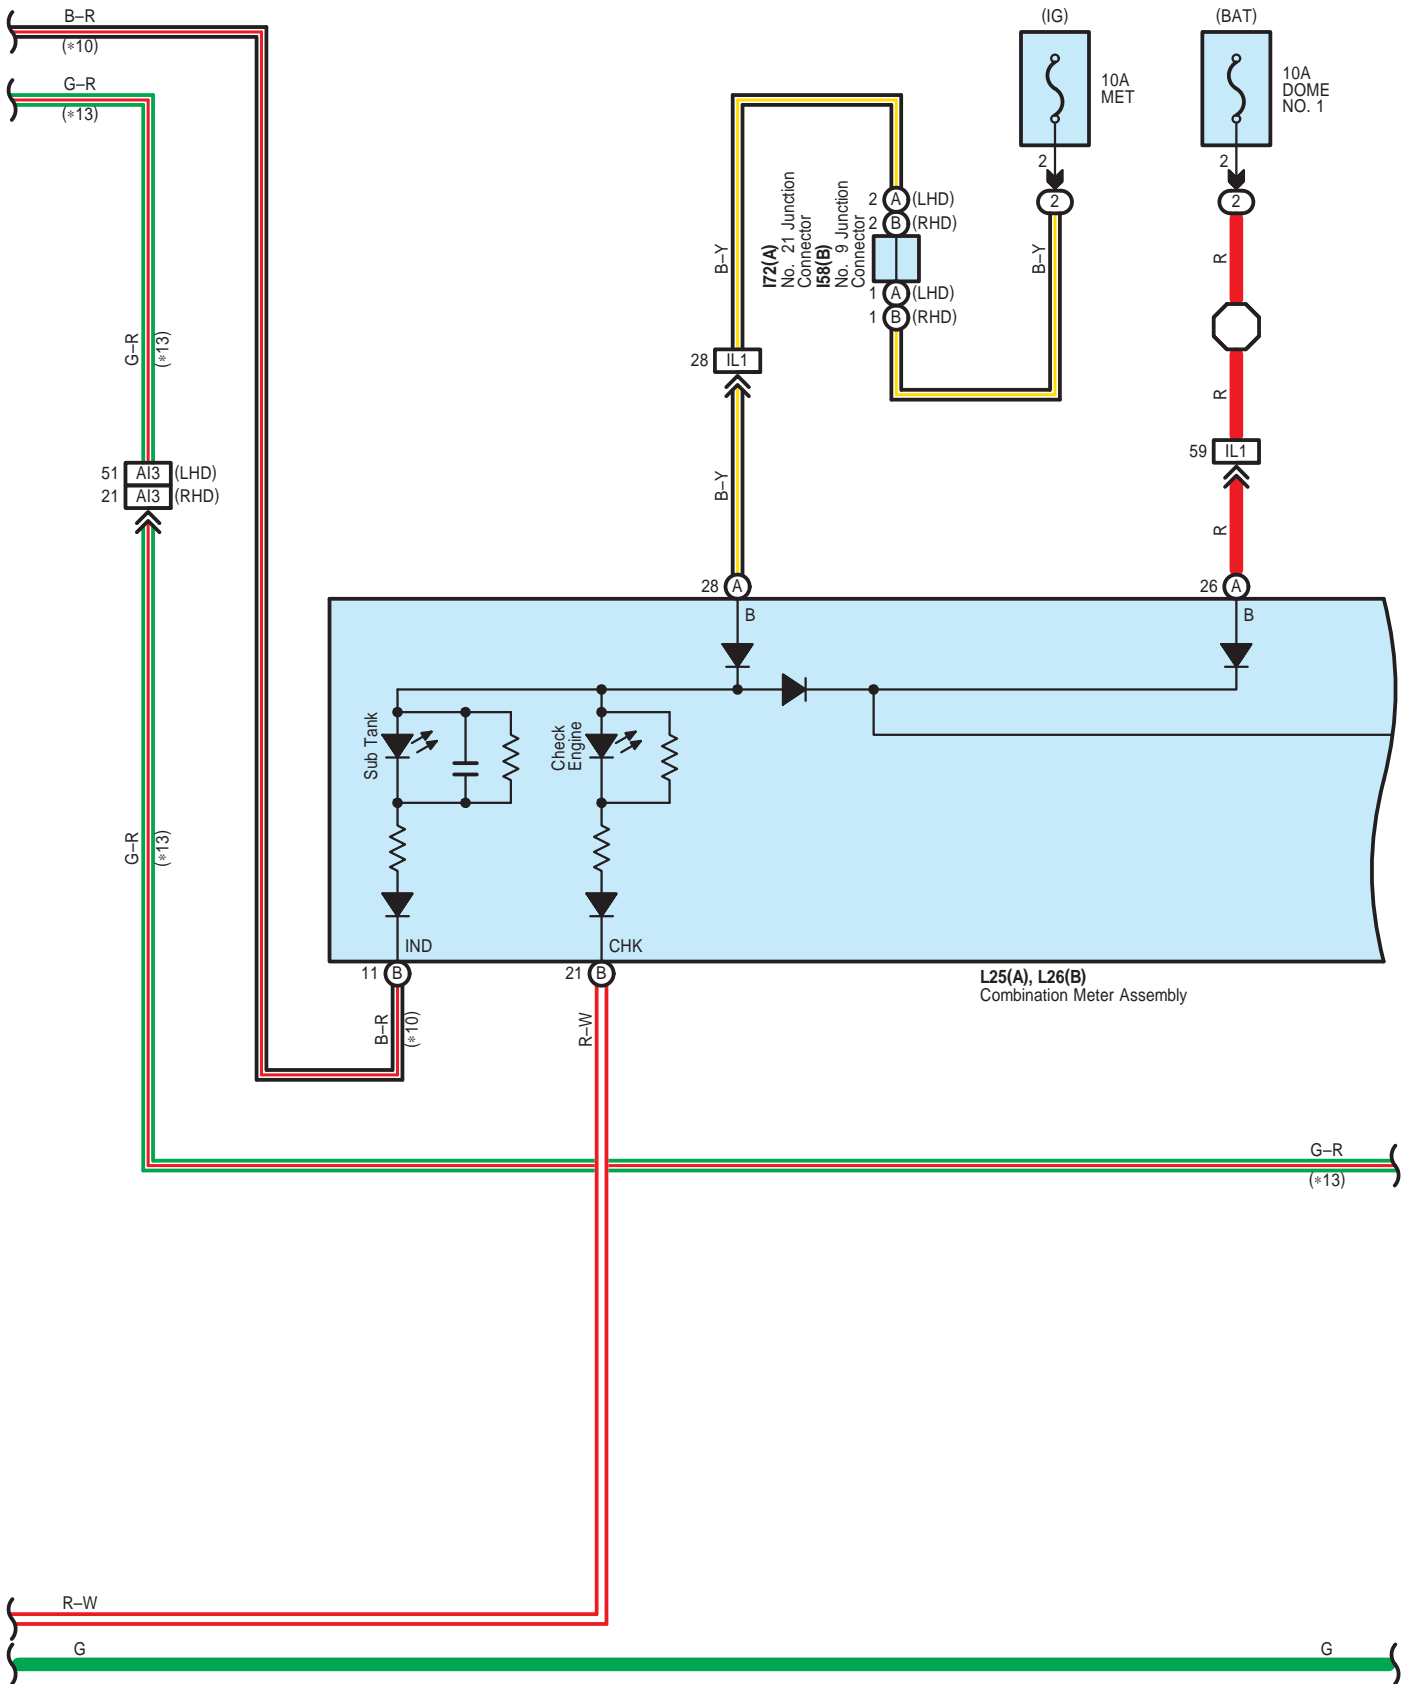 B–R
(*10)
G–R
(*13)
(IG)
(BAT)
10A
MET
10A
DOME
NO. 1
2
2
2
2
I72(A)
No. 21 Junction
Connector
I58(B)
No. 9 Junction
Connector
2 A (LHD)
2 B (RHD)
1 A (LHD)
1 B (RHD)
B–Y
B–Y
R
G–R
(*13)
28 IL1
R
51 AI3 (LHD)
21 AI3 (RHD)
59 IL1
B–Y
R
28 A
26 A
B
B
Sub Tank
Check
Engine
G–R
(*13)
IND
CHK
11 B
21 B
L25(A), L26(B)
Combination Meter Assembly
B–R
(*10)
R–W
G–R
(*13)
R–W
G
G